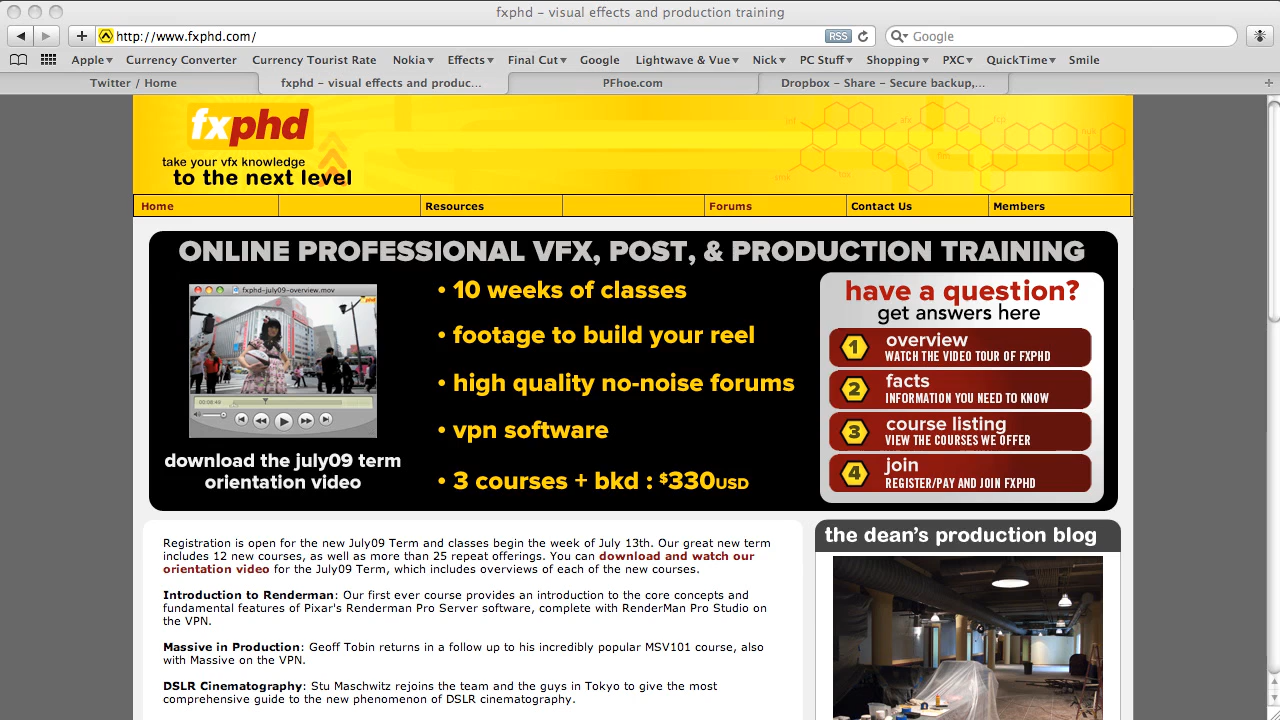 fxphd – visual effects and production training
http://www.fxphd.com/
RSS
Google
Apple
Currency Converter
Currency Tourist Rate
Nokia
Effects
Final Cut
Google
Lightwave & Vue
Nick
PC Stuff
Shopping
PXC
QuickTime
Smile
Twitter / Home
fxphd – visual effects and produc...
PFhoe.com
Dropbox – Share – Secure backup,...
fxphd
take your vfx knowledge
to the next level
Home
Resources
Forums
Contact Us
Members
ONLINE PROFESSIONAL VFX, POST, & PRODUCTION TRAINING
fxphd-july09-overview.mov
phd
00:08:49
download the july09 term
orientation video
• 10 weeks of classes
• footage to build your reel
• high quality no-noise forums
• vpn software
• 3 courses + bkd : $330USD
have a question?
get answers here
1 overview
WATCH THE VIDEO TOUR OF FXPHD
2 facts
INFORMATION YOU NEED TO KNOW
3 course listing
VIEW THE COURSES WE OFFER
4 join
REGISTER/PAY AND JOIN FXPHD
Registration is open for the new July09 Term and classes begin the week of July 13th. Our great new term
includes 12 new courses, as well as more than 25 repeat offerings. You can download and watch our
orientation video for the July09 Term, which includes overviews of each of the new courses.
Introduction to Renderman: Our first ever course provides an introduction to the core concepts and
fundamental features of Pixar's Renderman Pro Server software, complete with RenderMan Pro Studio on
the VPN.
Massive in Production: Geoff Tobin returns in a follow up to his incredibly popular MSV101 course, also
with Massive on the VPN.
DSLR Cinematography: Stu Maschwitz rejoins the team and the guys in Tokyo to give the most
comprehensive guide to the new phenomenon of DSLR cinematography.
the dean's production blog